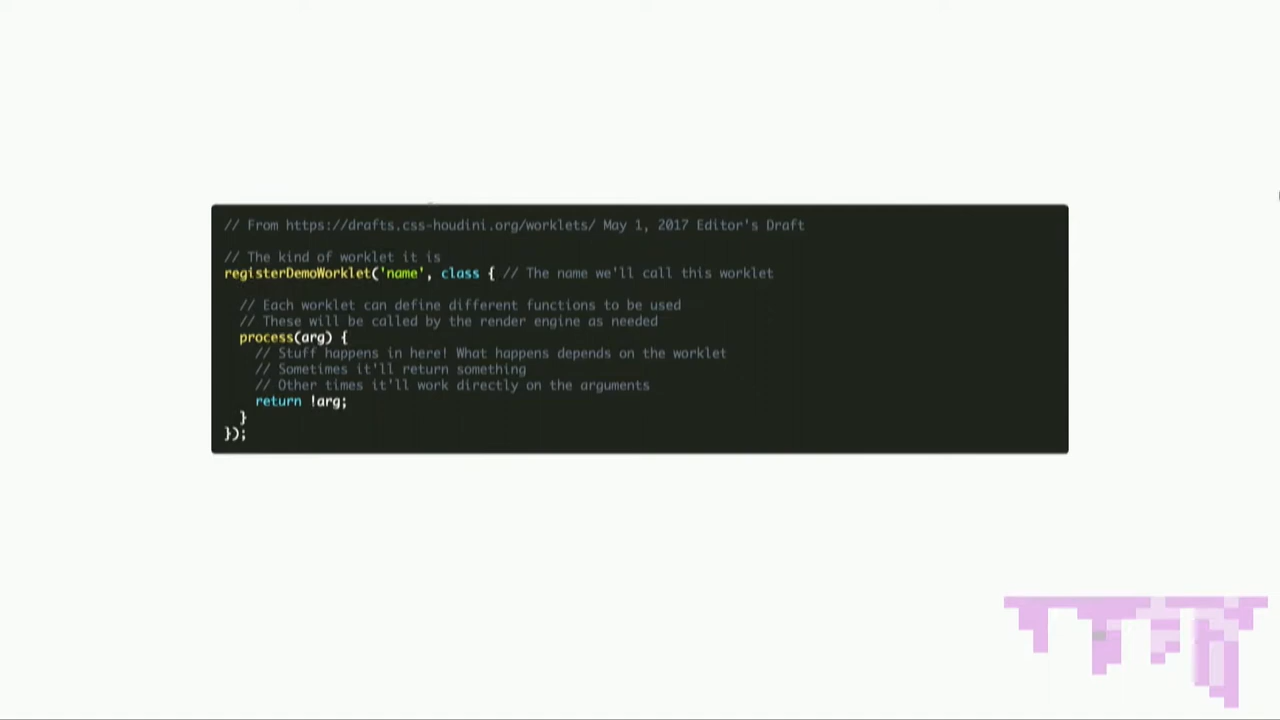 // From https://drafts.css-houdini.org/worklets/ May 1, 2017 Editor's Draft
// The kind of worklet it is
registerDemoWorklet('name', class { // The name we'll call this worklet
// Each worklet can define different functions to be used
// These will be called by the render engine as needed
process(arg) {
// Stuff happens in here! What happens depends on the worklet
// Sometimes it'll return something
// Other times it'll work directly on the arguments
return !arg;
}
});